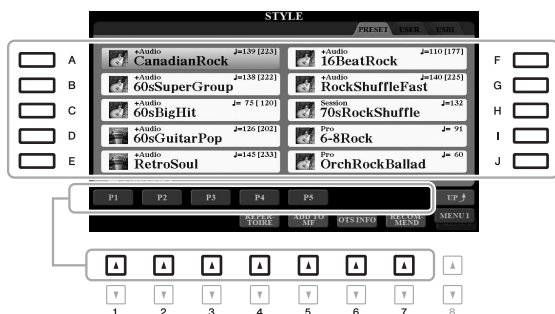 STYLE
PRESET USER USB1
A +Audio ♩=139 [223] +Audio ♩=110 [177] F
CanadianRock 16BeatRock
B +Audio ♩=138 [222] +Audio ♩=140 [225] G
60sSuperGroup RockShuffleFast
C +Audio ♩= 75 [120] Session ♩=132 H
60sBigHit 70sRockShuffle
D +Audio ♩=126 [202] Pro ♩= 91 I
60sGuitarPop 6-8Rock
E +Audio ♩=145 [233] Pro ♩= 60 J
RetroSoul OrchRockBallad
P1 P2 P3 P4 P5 UP
REPER-
TOIRE
ADD TO
MF
OTS INFO
RECOM-
MEND
MENU 1
1 2 3 4 5 6 7 8